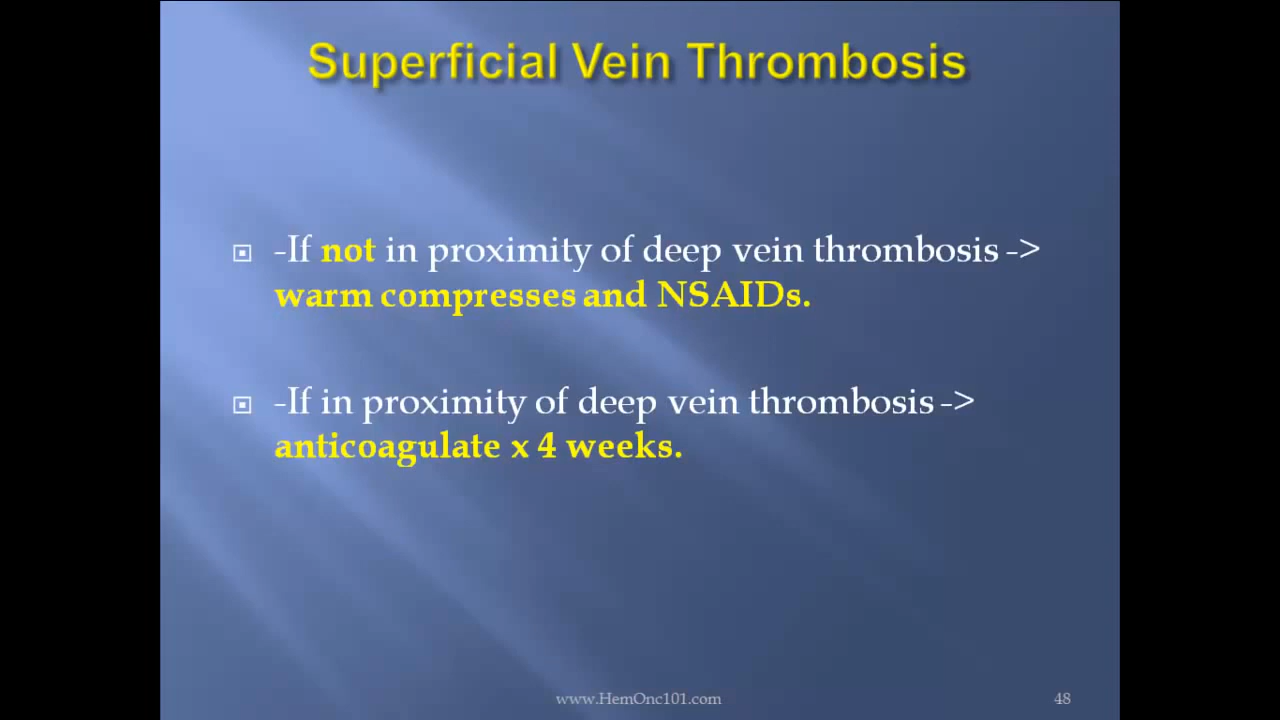 Superficial Vein Thrombosis
-If not in proximity of deep vein thrombosis ->
warm compresses and NSAIDs.
-If in proximity of deep vein thrombosis ->
anticoagulate x 4 weeks.
www.HemOnc101.com
48